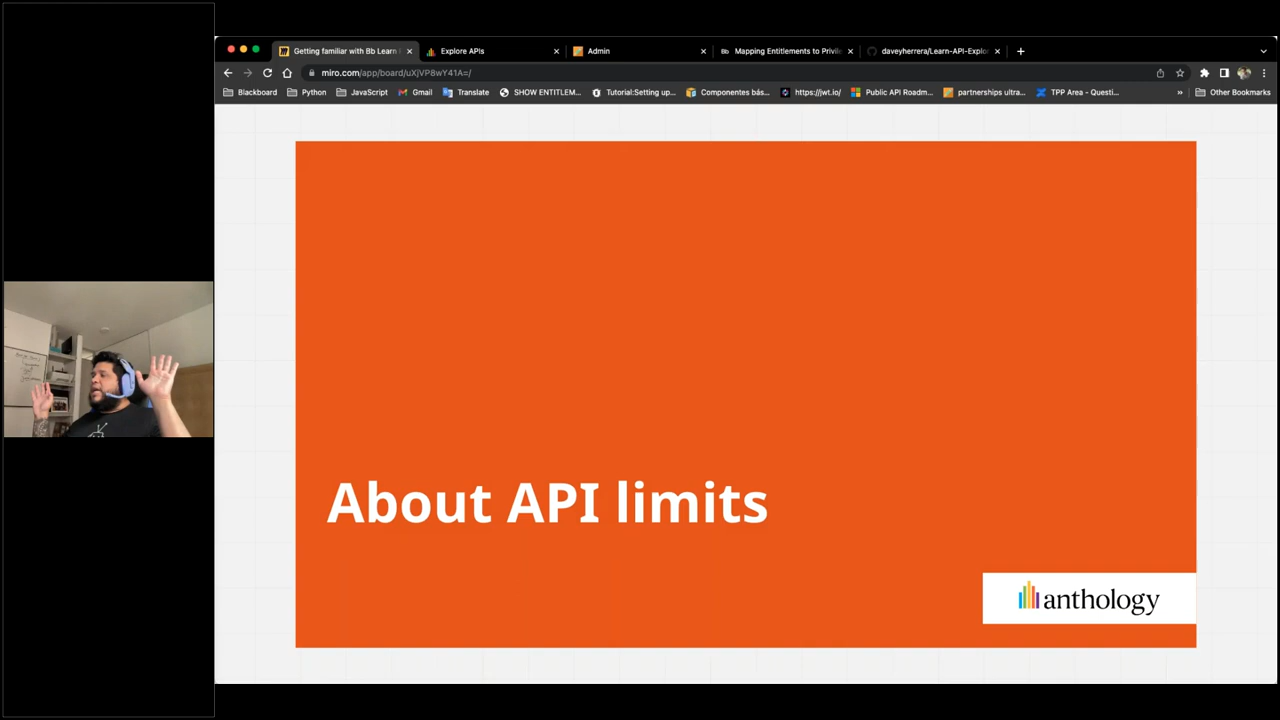 Getting familiar with Bb Learn
Explore APIs
Admin
Bb
Mapping Entitlements to Privile
daveyherrera/Learn-API-Explo
miro.com/app/board/uXjVP8wY41A=/
Blackboard
Python
JavaScript
Gmail
Translate
SHOW ENTITLEM...
Tutorial:Setting up...
Componentes bás...
https://jwt.io/
Public API Roadm...
partnerships ultra...
TPP Area - Questi...
»
Other Bookmarks
About API limits
anthology